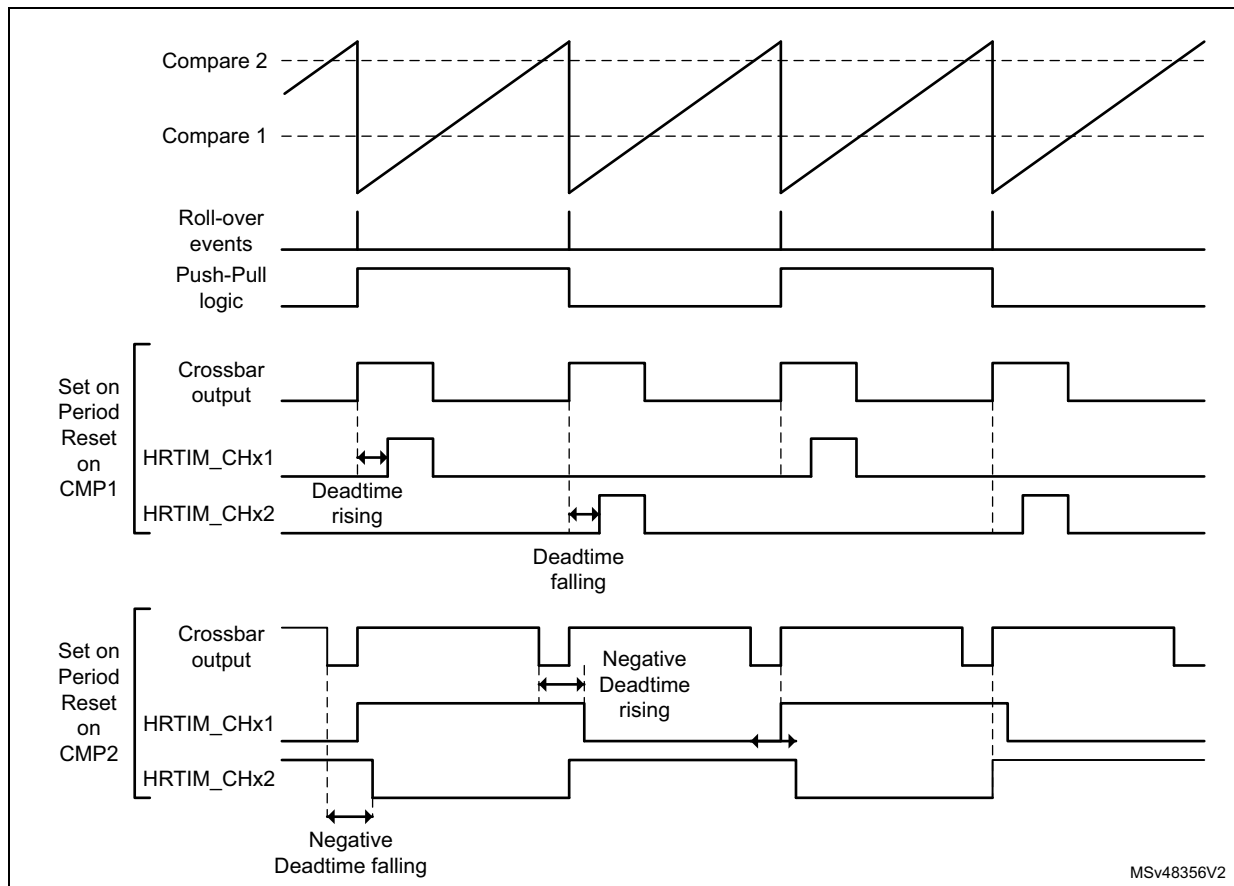 Compare 2
Compare 1
Roll-over
events
Push-Pull
logic
Set on
Period
Reset
on
CMP1
Crossbar
output
HRTIM_CHx1
Deadtime
rising
HRTIM_CHx2
Deadtime
falling
Set on
Period
Reset
on
CMP2
Crossbar
output
Negative
Deadtime
rising
HRTIM_CHx1
HRTIM_CHx2
Negative
Deadtime falling
MSv48356V2